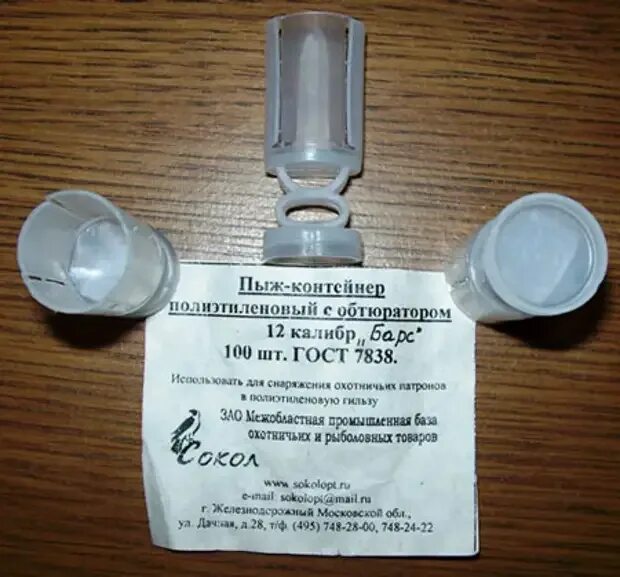 Пыж-контейнер
полиэтиленовый с обтюратором
12 калибр „Барс"
100 шт. ГОСТ 7838.
Использовать для снаряжения охотничьих патронов
в полиэтиленовую гильзу
ЗАО Межобластная промышленная база
охотничьих и рыболовных товаров
Сокол
www.sokolopt.ru
e-mail: sokolopt@mail.ru
г. Железнодорожный Московской обл.,
ул. Дачная, д.28, т/ф. (495) 748-28-00, 748-24-22